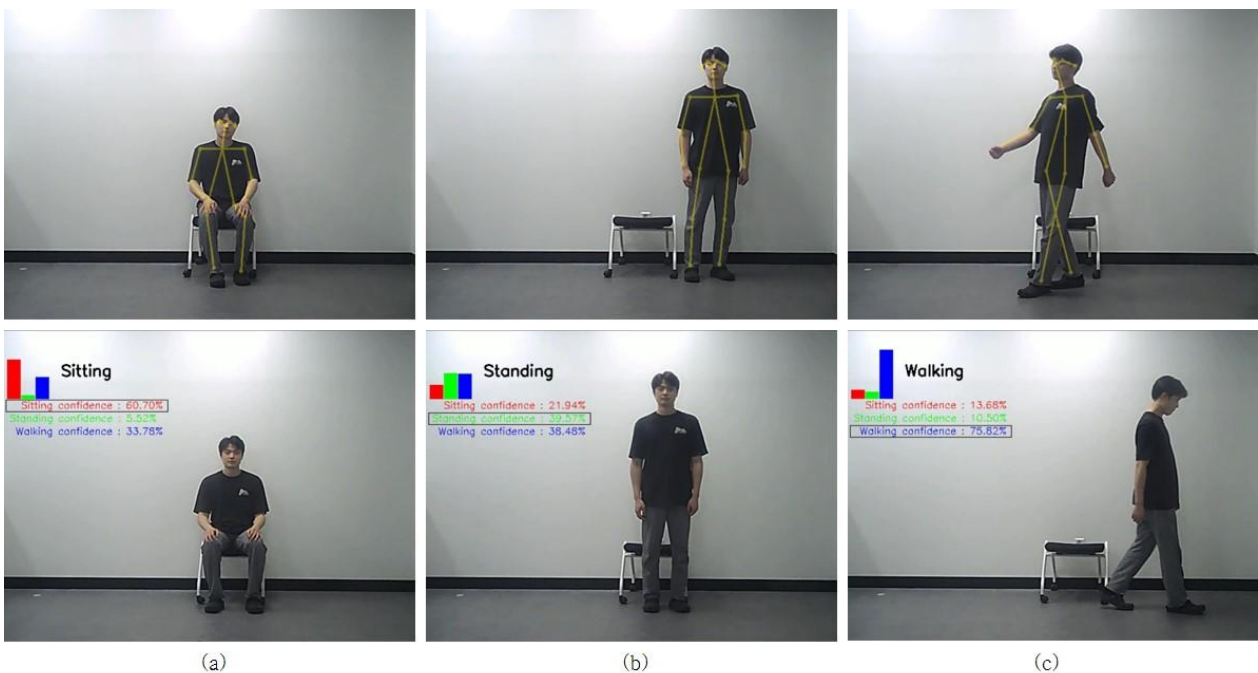 Sitting
Sitting confidence : 60.70%
Standing confidence : 5.52%
Walking confidence : 33.78%
Standing
Sitting confidence : 21.94%
Standing confidence : 39.57%
Walking confidence : 38.48%
Walking
Sitting confidence : 13.68%
Standing confidence : 10.50%
Walking confidence : 75.82%
(a)
(b)
(c)